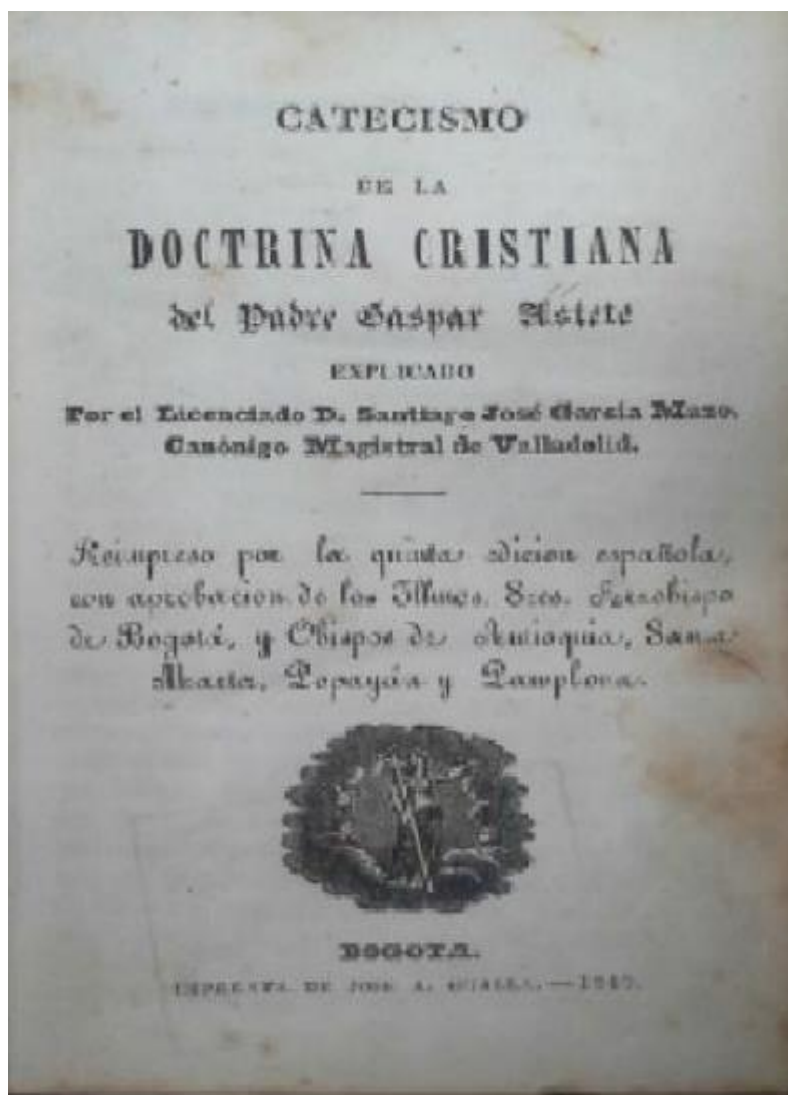 CATECISMO
DE LA
DOCTRINA CRISTIANA
del Padre Gaspar Astete
EXPLICADO
Por el Licenciado D. Santiago José García Mazo,
Canónigo Magistral de Valladolid.
Reimpreso por la quinta edicion española,
con aprobacion de los Illmos. Sres. Arzobispo
de Bogotá, y Obispos de Antioquia, Santa
Marta, Popayán y Pamplona.
BOGOTA.
IMPRENTA DE JOSE A.